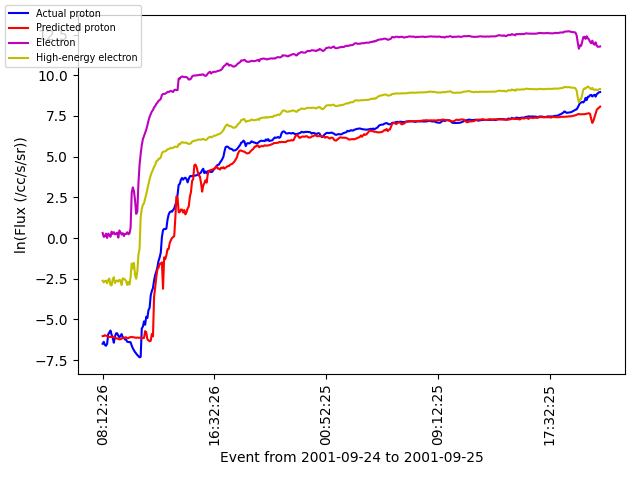 Actual proton
Predicted proton
Electron
High-energy electron
12.5
10.0
7.5
5.0
2.5
0.0
−2.5
−5.0
−7.5
ln(Flux (/cc/s/sr))
08:12:26
16:32:26
00:52:25
09:12:25
17:32:25
Event from 2001-09-24 to 2001-09-25